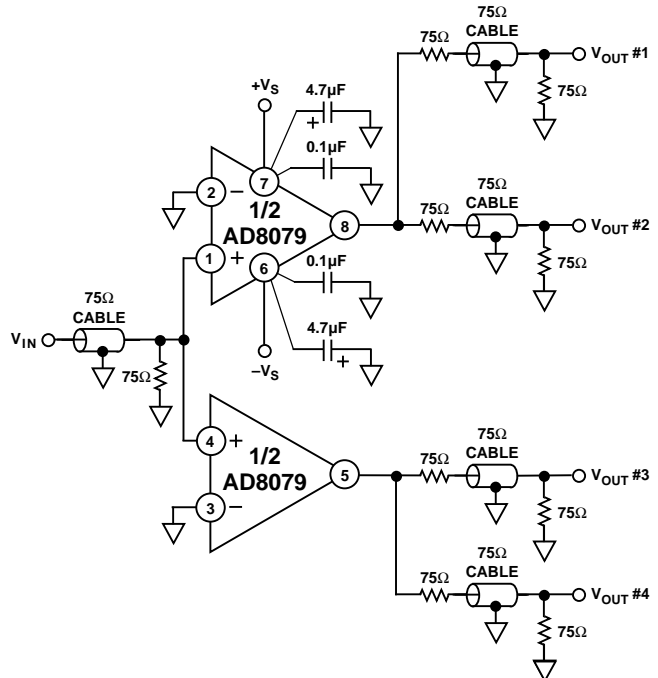 75Ω
CABLE
75Ω
V_OUT #1
75Ω
+V_S
4.7µF
+
0.1µF
2
−
7
1/2
AD8079
8
75Ω
75Ω
CABLE
V_OUT #2
75Ω
1
+
6
0.1µF
4.7µF
+
−V_S
75Ω
CABLE
V_IN
75Ω
4
+
1/2
AD8079
5
3
−
75Ω
75Ω
CABLE
V_OUT #3
75Ω
75Ω
75Ω
CABLE
V_OUT #4
75Ω